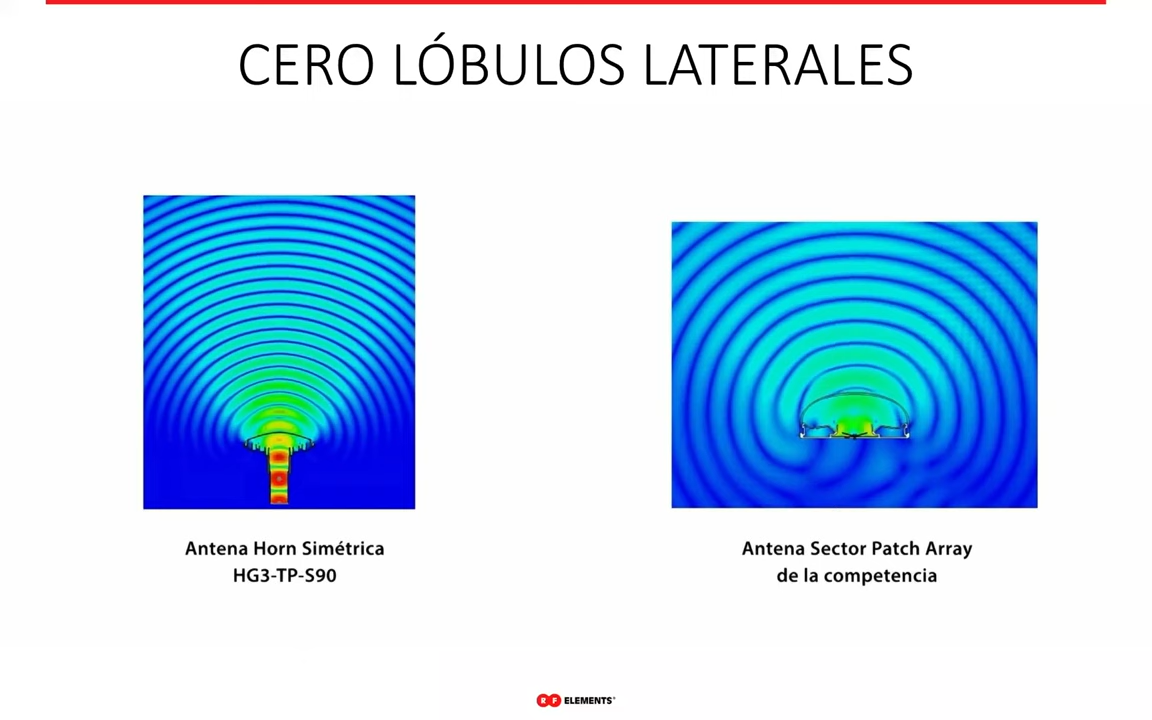 CERO LÓBULOS LATERALES
Antena Horn Simétrica
HG3-TP-S90
Antena Sector Patch Array
de la competencia
RF ELEMENTS